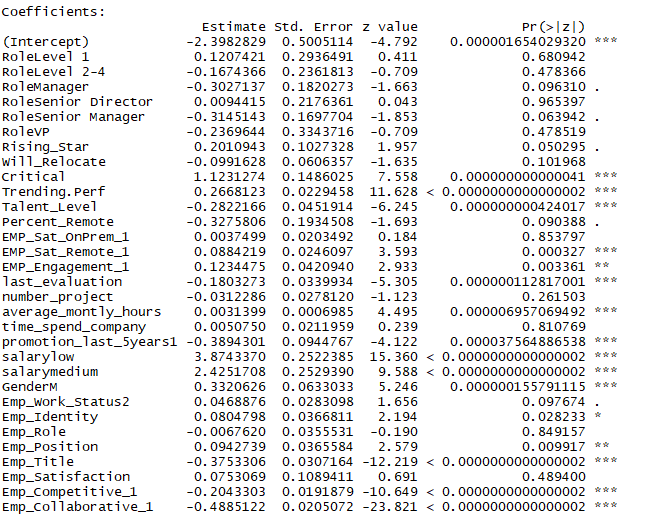 Coefficients:
Estimate Std. Error z value Pr(>|z|)
(Intercept) -2.3982829 0.5005114 -4.792 0.000001654029320 ***
RoleLevel 1 0.1207421 0.2936491 0.411 0.680942
RoleLevel 2-4 -0.1674366 0.2361813 -0.709 0.478366
RoleManager -0.3027137 0.1820273 -1.663 0.096310 .
RoleSenior Director 0.0094415 0.2176361 0.043 0.965397
RoleSenior Manager -0.3145143 0.1697704 -1.853 0.063942 .
RoleVP -0.2369644 0.3343716 -0.709 0.478519
Rising_Star 0.2010943 0.1027328 1.957 0.050295 .
Will_Relocate -0.0991628 0.0606357 -1.635 0.101968
Critical 1.1231274 0.1486025 7.558 0.000000000000041 ***
Trending.Perf 0.2668123 0.0229458 11.628 < 0.0000000000000002 ***
Talent_Level -0.2822166 0.0451914 -6.245 0.000000000424017 ***
Percent_Remote -0.3275806 0.1934508 -1.693 0.090388 .
EMP_Sat_OnPrem_1 0.0037499 0.0203492 0.184 0.853797
EMP_Sat_Remote_1 0.0884219 0.0246097 3.593 0.000327 ***
EMP_Engagement_1 0.1234475 0.0420940 2.933 0.003361 **
last_evaluation -0.1803273 0.0339934 -5.305 0.000000112817001 ***
number_project -0.0312286 0.0278120 -1.123 0.261503
average_montly_hours 0.0031399 0.0006985 4.495 0.000006957069492 ***
time_spend_company 0.0050750 0.0211959 0.239 0.810769
promotion_last_5years1 -0.3894301 0.0944767 -4.122 0.000037564886538 ***
salarylow 3.8743370 0.2522385 15.360 < 0.0000000000000002 ***
salarymedium 2.4251708 0.2529390 9.588 < 0.0000000000000002 ***
GenderM 0.3320626 0.0633033 5.246 0.000000155791115 ***
Emp_Work_Status2 0.0468876 0.0283098 1.656 0.097674 .
Emp_Identity 0.0804798 0.0366811 2.194 0.028233 *
Emp_Role -0.0067620 0.0355531 -0.190 0.849157
Emp_Position 0.0942739 0.0365584 2.579 0.009917 **
Emp_Title -0.3753306 0.0307164 -12.219 < 0.0000000000000002 ***
Emp_Satisfaction 0.0753069 0.1089411 0.691 0.489400
Emp_Competitive_1 -0.2043303 0.0191879 -10.649 < 0.0000000000000002 ***
Emp_Collaborative_1 -0.4885122 0.0205072 -23.821 < 0.0000000000000002 ***